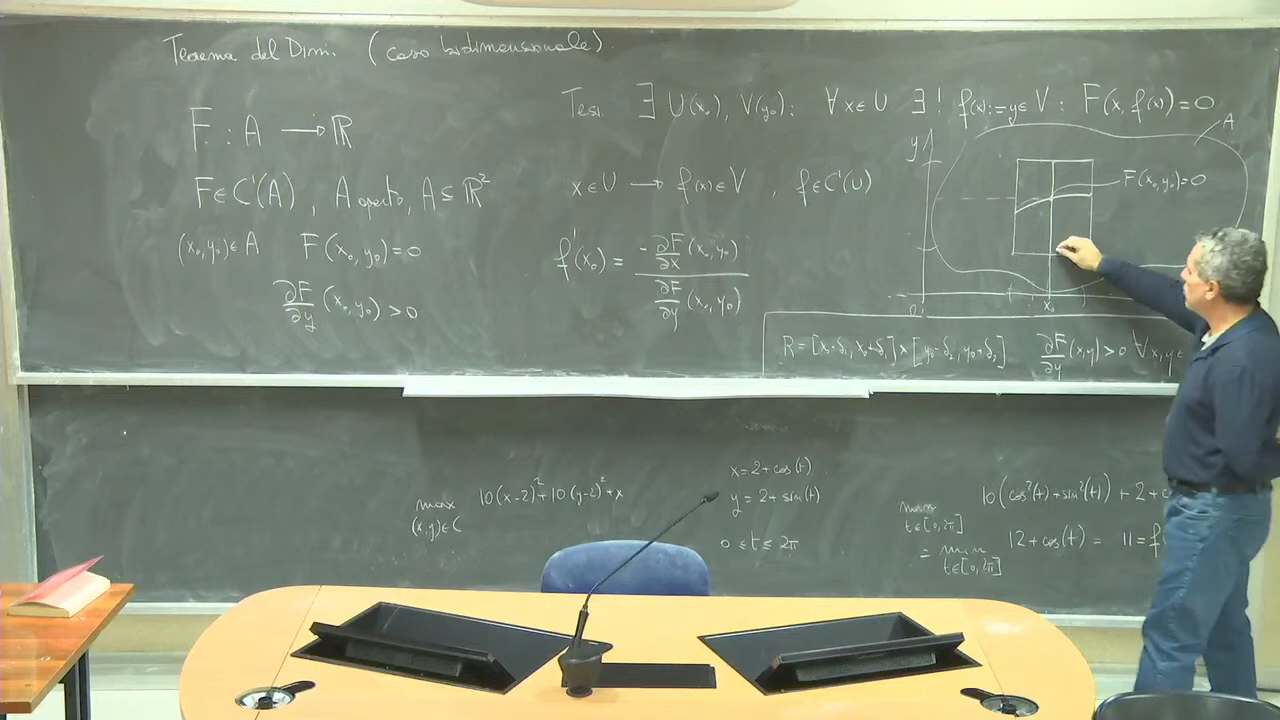 Teorema del Dini. (caso bidimensionale)
F : A → ℝ
F ∈ C¹(A), A aperto, A ⊆ ℝ²
(x₀, y₀) ∈ A F(x₀, y₀) = 0
∂F/∂y (x₀, y₀) > 0
Tesi ∃ U(x₀), V(y₀) : ∀ x ∈ U ∃! f(x) := y ∈ V : F(x, f(x)) = 0
x ∈ U → f(x) ∈ V , f ∈ C¹(U)
f'(x₀) = -∂F/∂x (x₀, y₀) / ∂F/∂y (x₀, y₀)
y
A
F(x₀, y₀) = 0
0
x₀
R = [x₀-δ₁, x₀+δ₁] × [y₀-δ₂, y₀+δ₂] ∂F/∂y (x,y) > 0 ∀ x,y ∈
max (x,y) ∈ C 10(x-2)² + 10(y-2)² + x
x = 2 + cos(t)
y = 2 + sin(t)
0 ≤ t ≤ 2π
t ∈ [0, 2π] 10(cos²(t) + sin²(t)) + 2 + c
= min t ∈ [0, 2π] 12 + cos(t) = 11 = f(